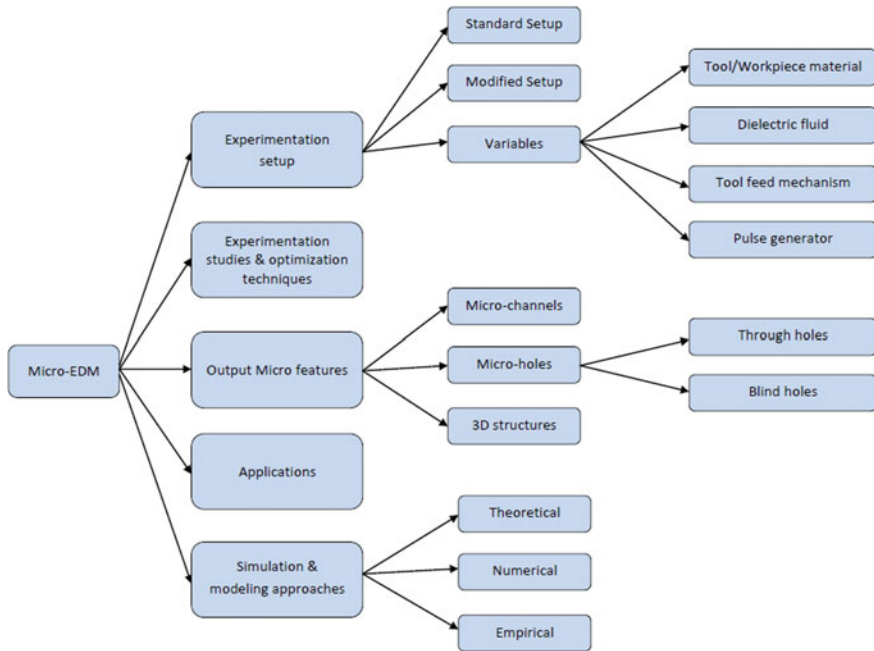 Micro-EDM
Experimentation
setup
Standard Setup
Modified Setup
Variables
Tool/Workpiece material
Dielectric fluid
Tool feed mechanism
Pulse generator
Experimentation
studies & optimization
techniques
Output Micro features
Micro-channels
Micro-holes
Through holes
Blind holes
3D structures
Applications
Simulation &
modeling approaches
Theoretical
Numerical
Empirical